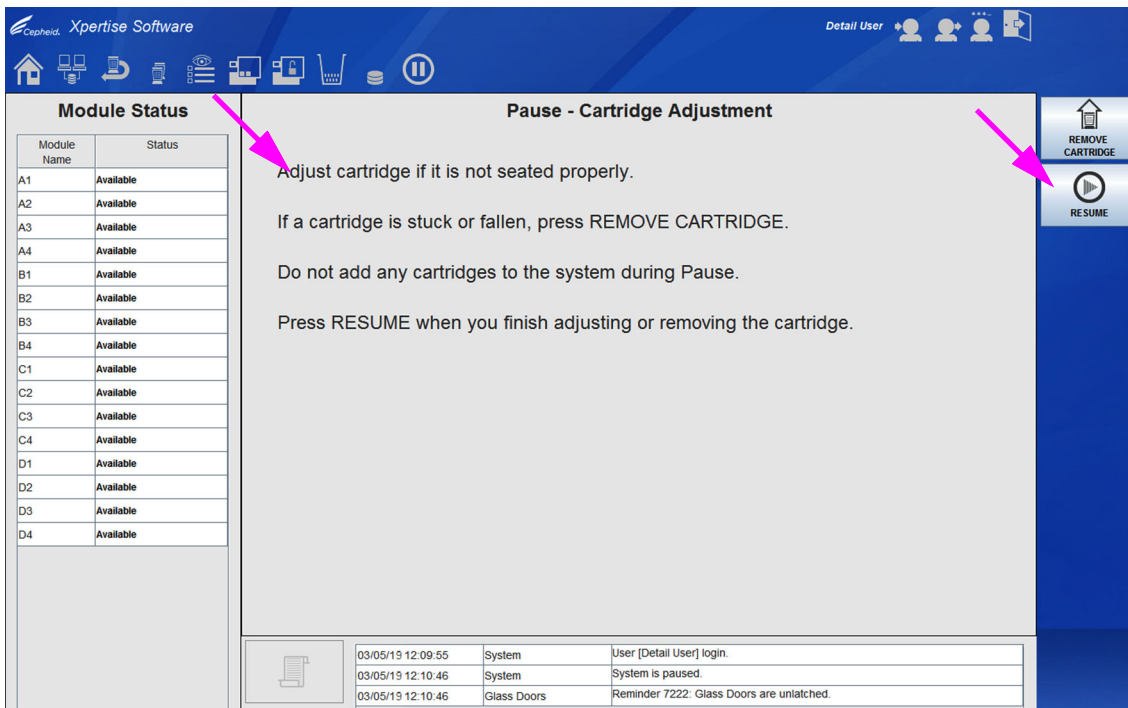 Cepheid. Xpertise Software
Detail User
Module Status
Module Name Status
A1 Available
A2 Available
A3 Available
A4 Available
B1 Available
B2 Available
B3 Available
B4 Available
C1 Available
C2 Available
C3 Available
C4 Available
D1 Available
D2 Available
D3 Available
D4 Available
Pause - Cartridge Adjustment
Adjust cartridge if it is not seated properly.
If a cartridge is stuck or fallen, press REMOVE CARTRIDGE.
Do not add any cartridges to the system during Pause.
Press RESUME when you finish adjusting or removing the cartridge.
03/05/19 12:09:55 System User [Detail User] login.
03/05/19 12:10:46 System System is paused.
03/05/19 12:10:46 Glass Doors Reminder 7222: Glass Doors are unlatched.
REMOVE
CARTRIDGE
RESUME